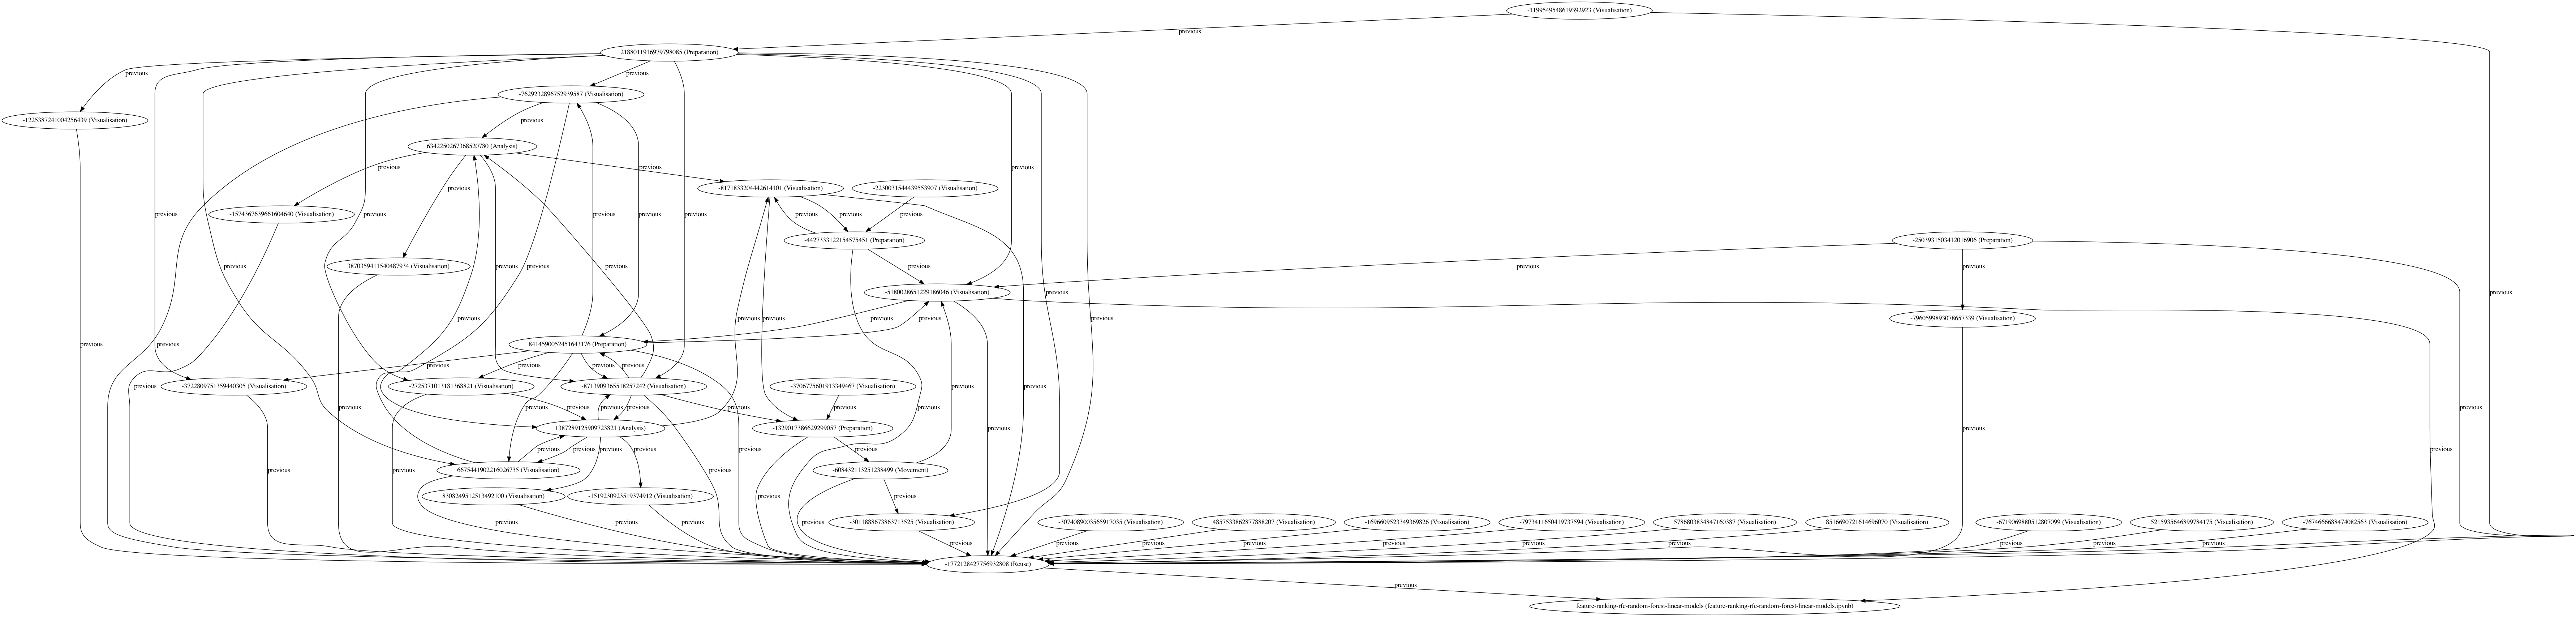 -1199549548619392923 (Visualisation)
previous
2188011916979798085 (Preparation)
previous
previous
-7629232896752939587 (Visualisation)
-1225387241004256439 (Visualisation)
previous
6342250267368520780 (Analysis)
previous
previous
previous
-8171833204442614101 (Visualisation)
-2230031544439553907 (Visualisation)
previous
-1574367639661604640 (Visualisation)
previous
previous
previous
previous
previous
previous
previous
previous
-4427333122154575451 (Preparation)
-2503931503412016906 (Preparation)
previous
3870359411540487934 (Visualisation)
previous
previous
previous
previous
previous
previous
-5180028651229186046 (Visualisation)
previous
previous
previous
previous
previous
previous
previous
-7960599893078657339 (Visualisation)
8414590052451643176 (Preparation)
previous
previous
previous
previous
previous
previous
-3722809751359440305 (Visualisation)
-2725371013181368821 (Visualisation)
-8713909365518257242 (Visualisation)
-3706775601913349467 (Visualisation)
previous
previous
previous
previous
previous
previous
previous
previous
previous
previous
previous
1387289125909723821 (Analysis)
-1329017386629299057 (Preparation)
previous
previous
previous
previous
previous
previous
6675441902216026735 (Visualisation)
-608432113251238499 (Movement)
previous
previous
previous
previous
8308249512513492100 (Visualisation)
-1519230923519374912 (Visualisation)
previous
previous
previous
previous
previous
-3011888673863713525 (Visualisation)
-3074089003565917035 (Visualisation)
4857533862877888207 (Visualisation)
-1696609523349369826 (Visualisation)
-7973411650419737594 (Visualisation)
5786803834847160387 (Visualisation)
8516690721614696070 (Visualisation)
-6719069880512807099 (Visualisation)
5215935646899784175 (Visualisation)
-7674666688474082563 (Visualisation)
previous
previous
previous
previous
previous
previous
previous
previous
previous
previous
-1772128427756932808 (Reuse)
previous
feature-ranking-rfe-random-forest-linear-models (feature-ranking-rfe-random-forest-linear-models.ipynb)